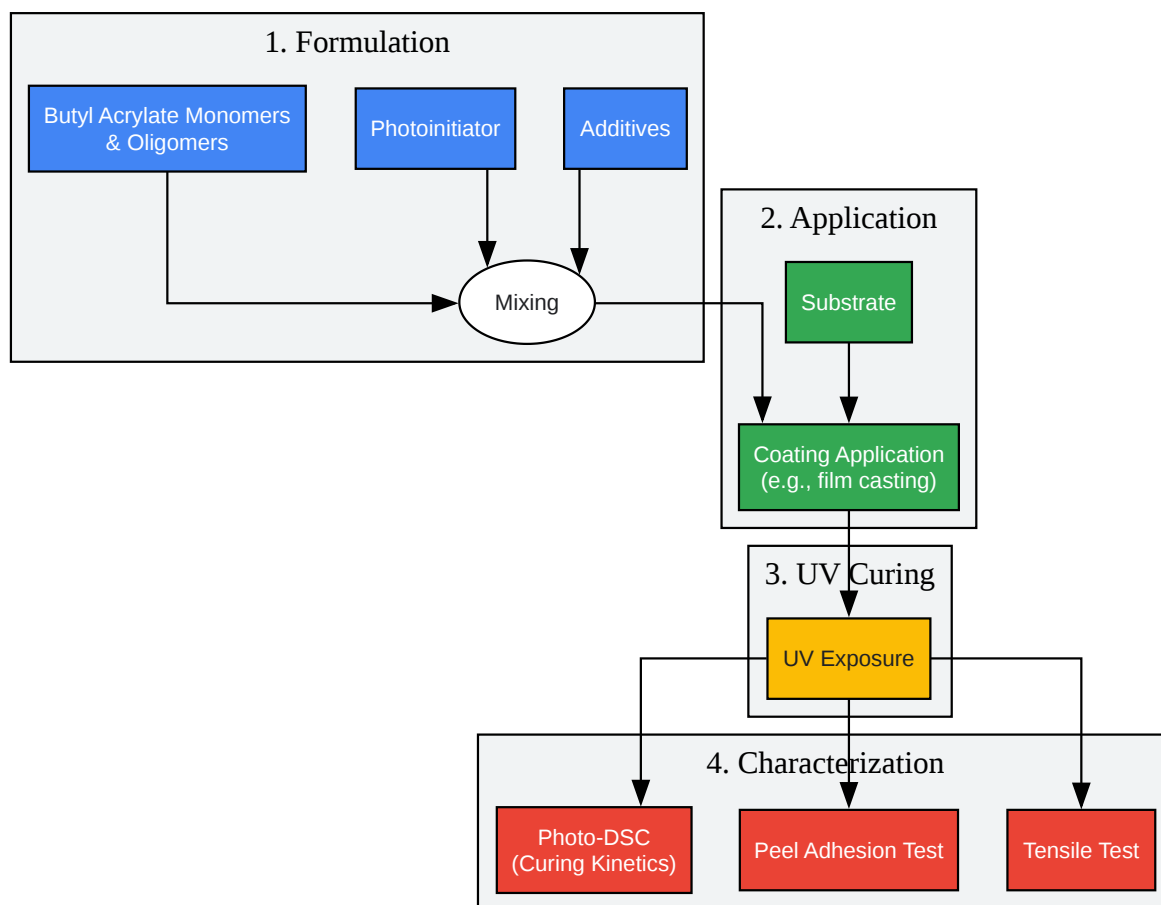 1. Formulation
Butyl Acrylate Monomers
& Oligomers
Photoinitiator
Additives
Mixing
2. Application
Substrate
Coating Application
(e.g., film casting)
3. UV Curing
UV Exposure
4. Characterization
Photo-DSC
(Curing Kinetics)
Peel Adhesion Test
Tensile Test